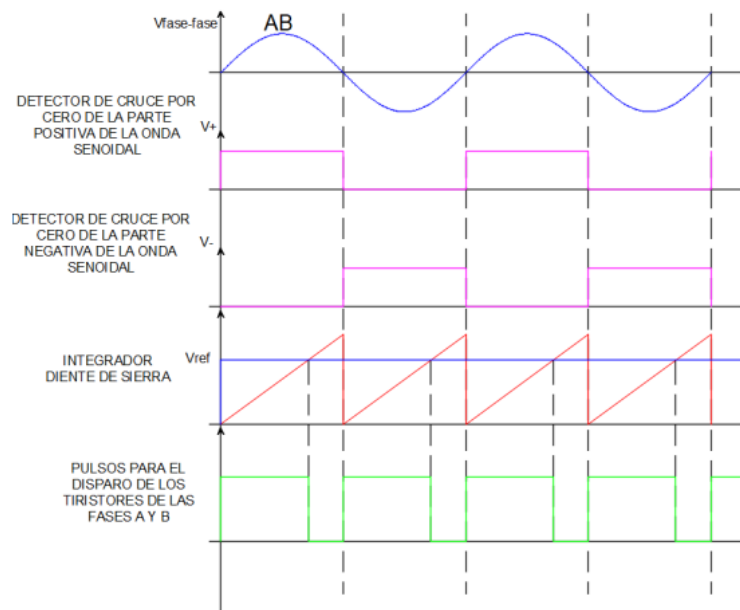 Vfase-fase
AB
DETECTOR DE CRUCE POR
CERO DE LA PARTE
POSITIVA DE LA ONDA
SENOIDAL
V+
DETECTOR DE CRUCE POR
CERO DE LA PARTE
NEGATIVA DE LA ONDA
SENOIDAL
V-
INTEGRADOR
DIENTE DE SIERRA
Vref
PULSOS PARA EL
DISPARO DE LOS
TIRISTORES DE LAS
FASES A Y B